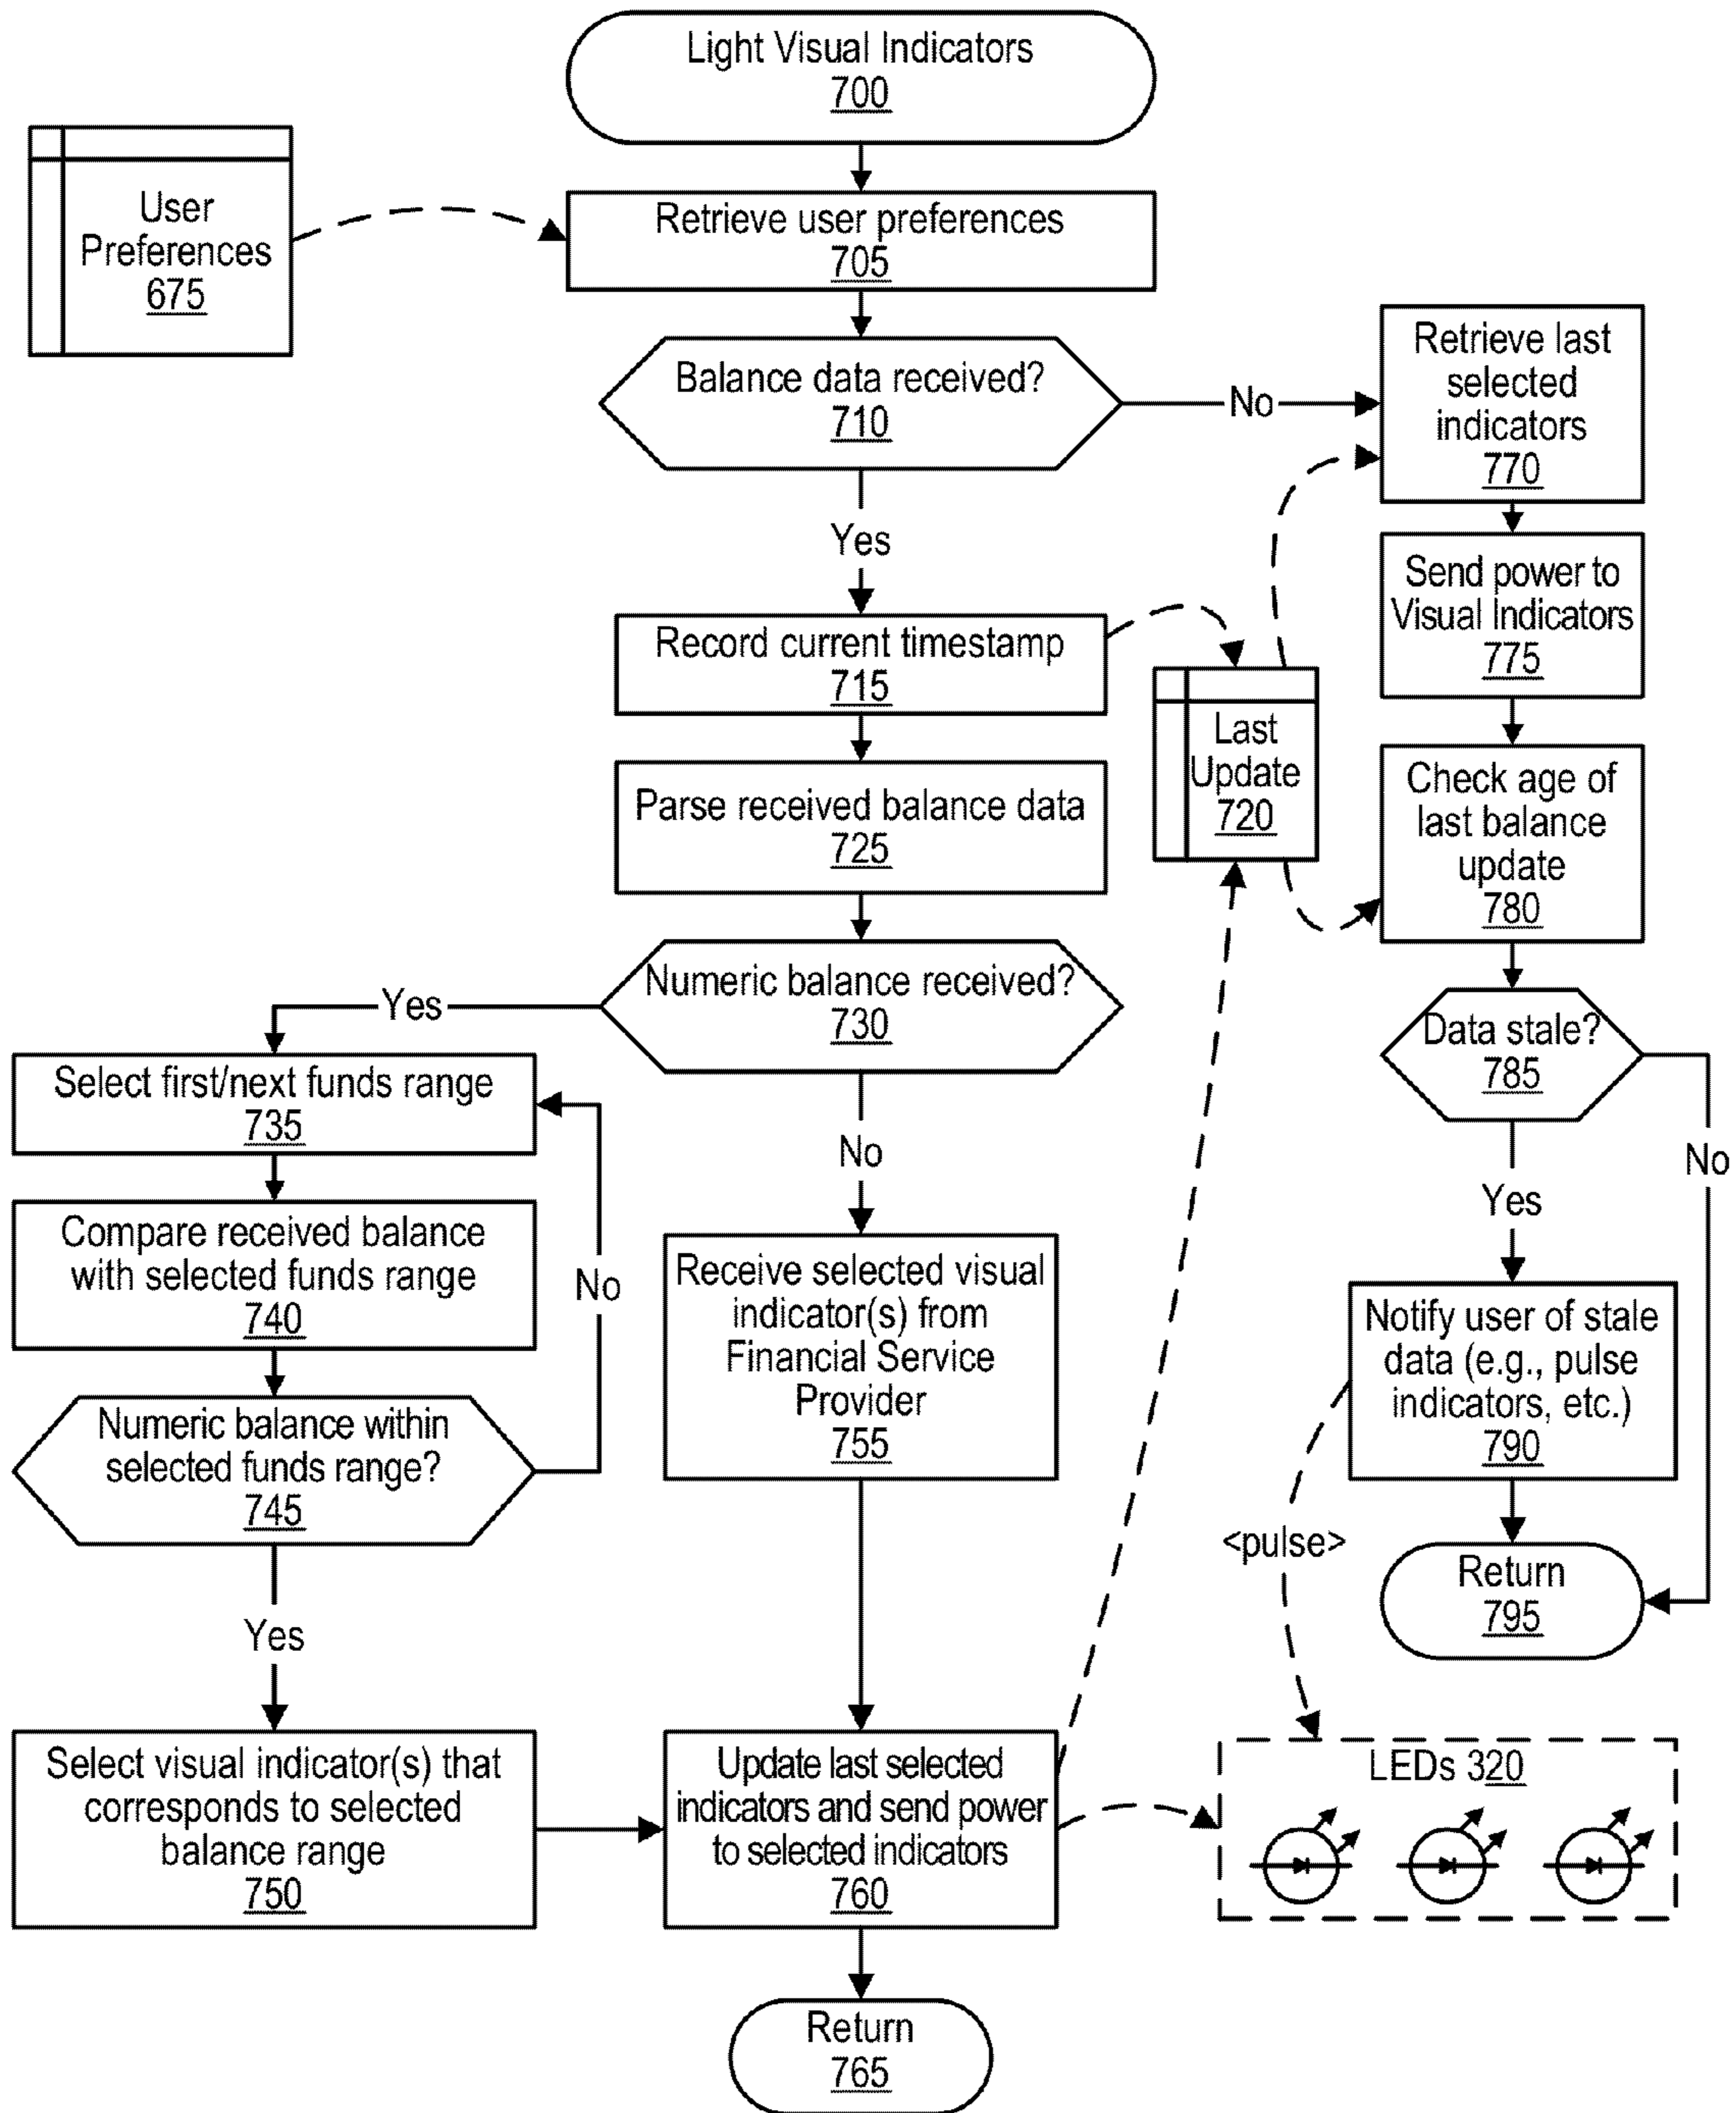 Light Visual Indicators
700
User
Preferences
675
Retrieve user preferences
705
Balance data received?
710
No
Retrieve last
selected
indicators
770
Yes
Send power to
Visual Indicators
775
Record current timestamp
715
Last
Update
720
Parse received balance data
725
Check age of
last balance
update
780
Numeric balance received?
730
Yes
Data stale?
785
Select first/next funds range
735
No
No
Yes
Compare received balance
with selected funds range
740
No
Receive selected visual
indicator(s) from
Financial Service
Provider
755
Notify user of stale
data (e.g., pulse
indicators, etc.)
790
Numeric balance within
selected funds range?
745
<pulse>
Return
795
Yes
Select visual indicator(s) that
corresponds to selected
balance range
750
Update last selected
indicators and send power
to selected indicators
760
LEDs 320
Return
765